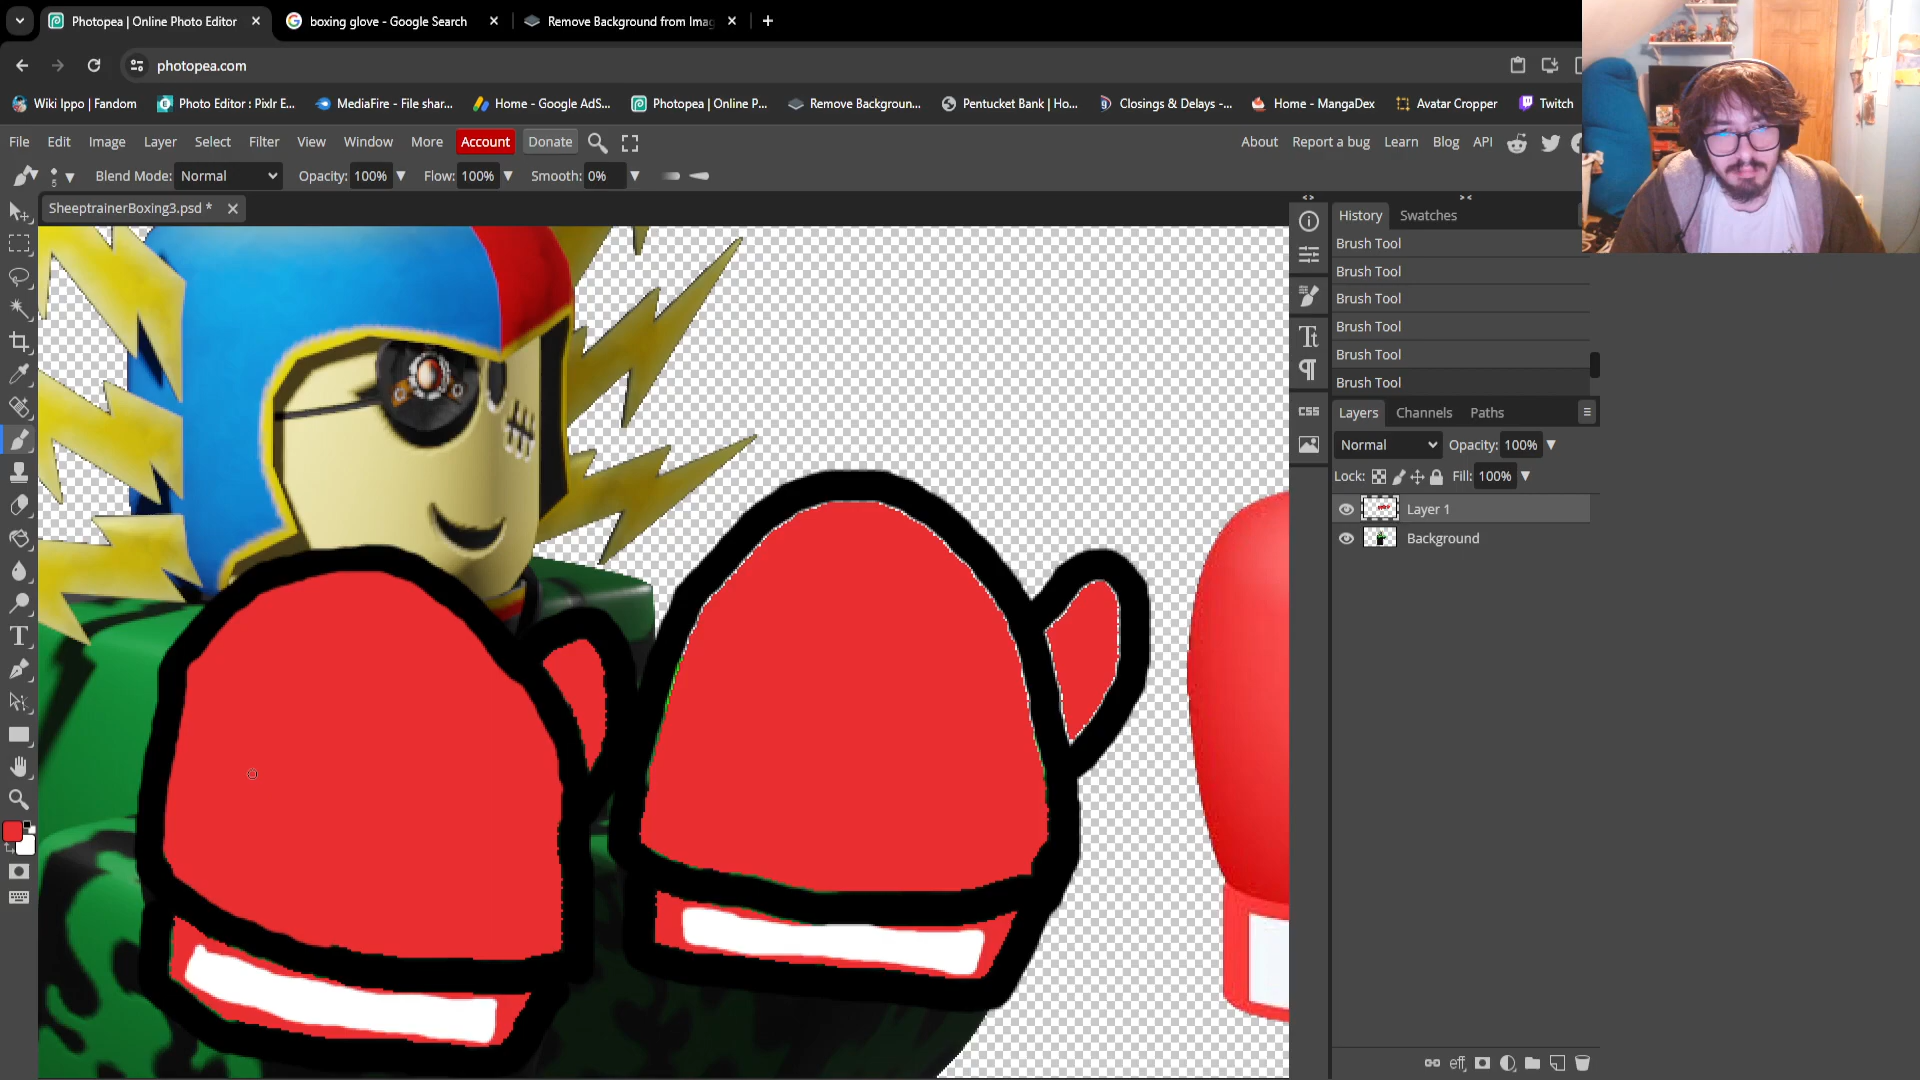 Photopea | Online Photo Editor
boxing glove - Google Search
Remove Background from Imag
photopea.com
Wiki Ippo | Fandom
Photo Editor : Pixlr E...
MediaFire - File shar...
Home - Google AdS...
Photopea | Online P...
Remove Backgroun...
Pentucket Bank | Ho...
Closings & Delays -...
Home - MangaDex
Avatar Cropper
Twitch
File Edit Image Layer Select Filter View Window More Account Donate
About Report a bug Learn Blog API
5 Blend Mode: Normal Opacity: 100% Flow: 100% Smooth: 0%
SheeptrainerBoxing3.psd *
History Swatches
Brush Tool
Brush Tool
Brush Tool
Brush Tool
Brush Tool
Brush Tool
CSS
Layers Channels Paths
Normal Opacity: 100%
Lock: Fill: 100%
Layer 1
Background
eff